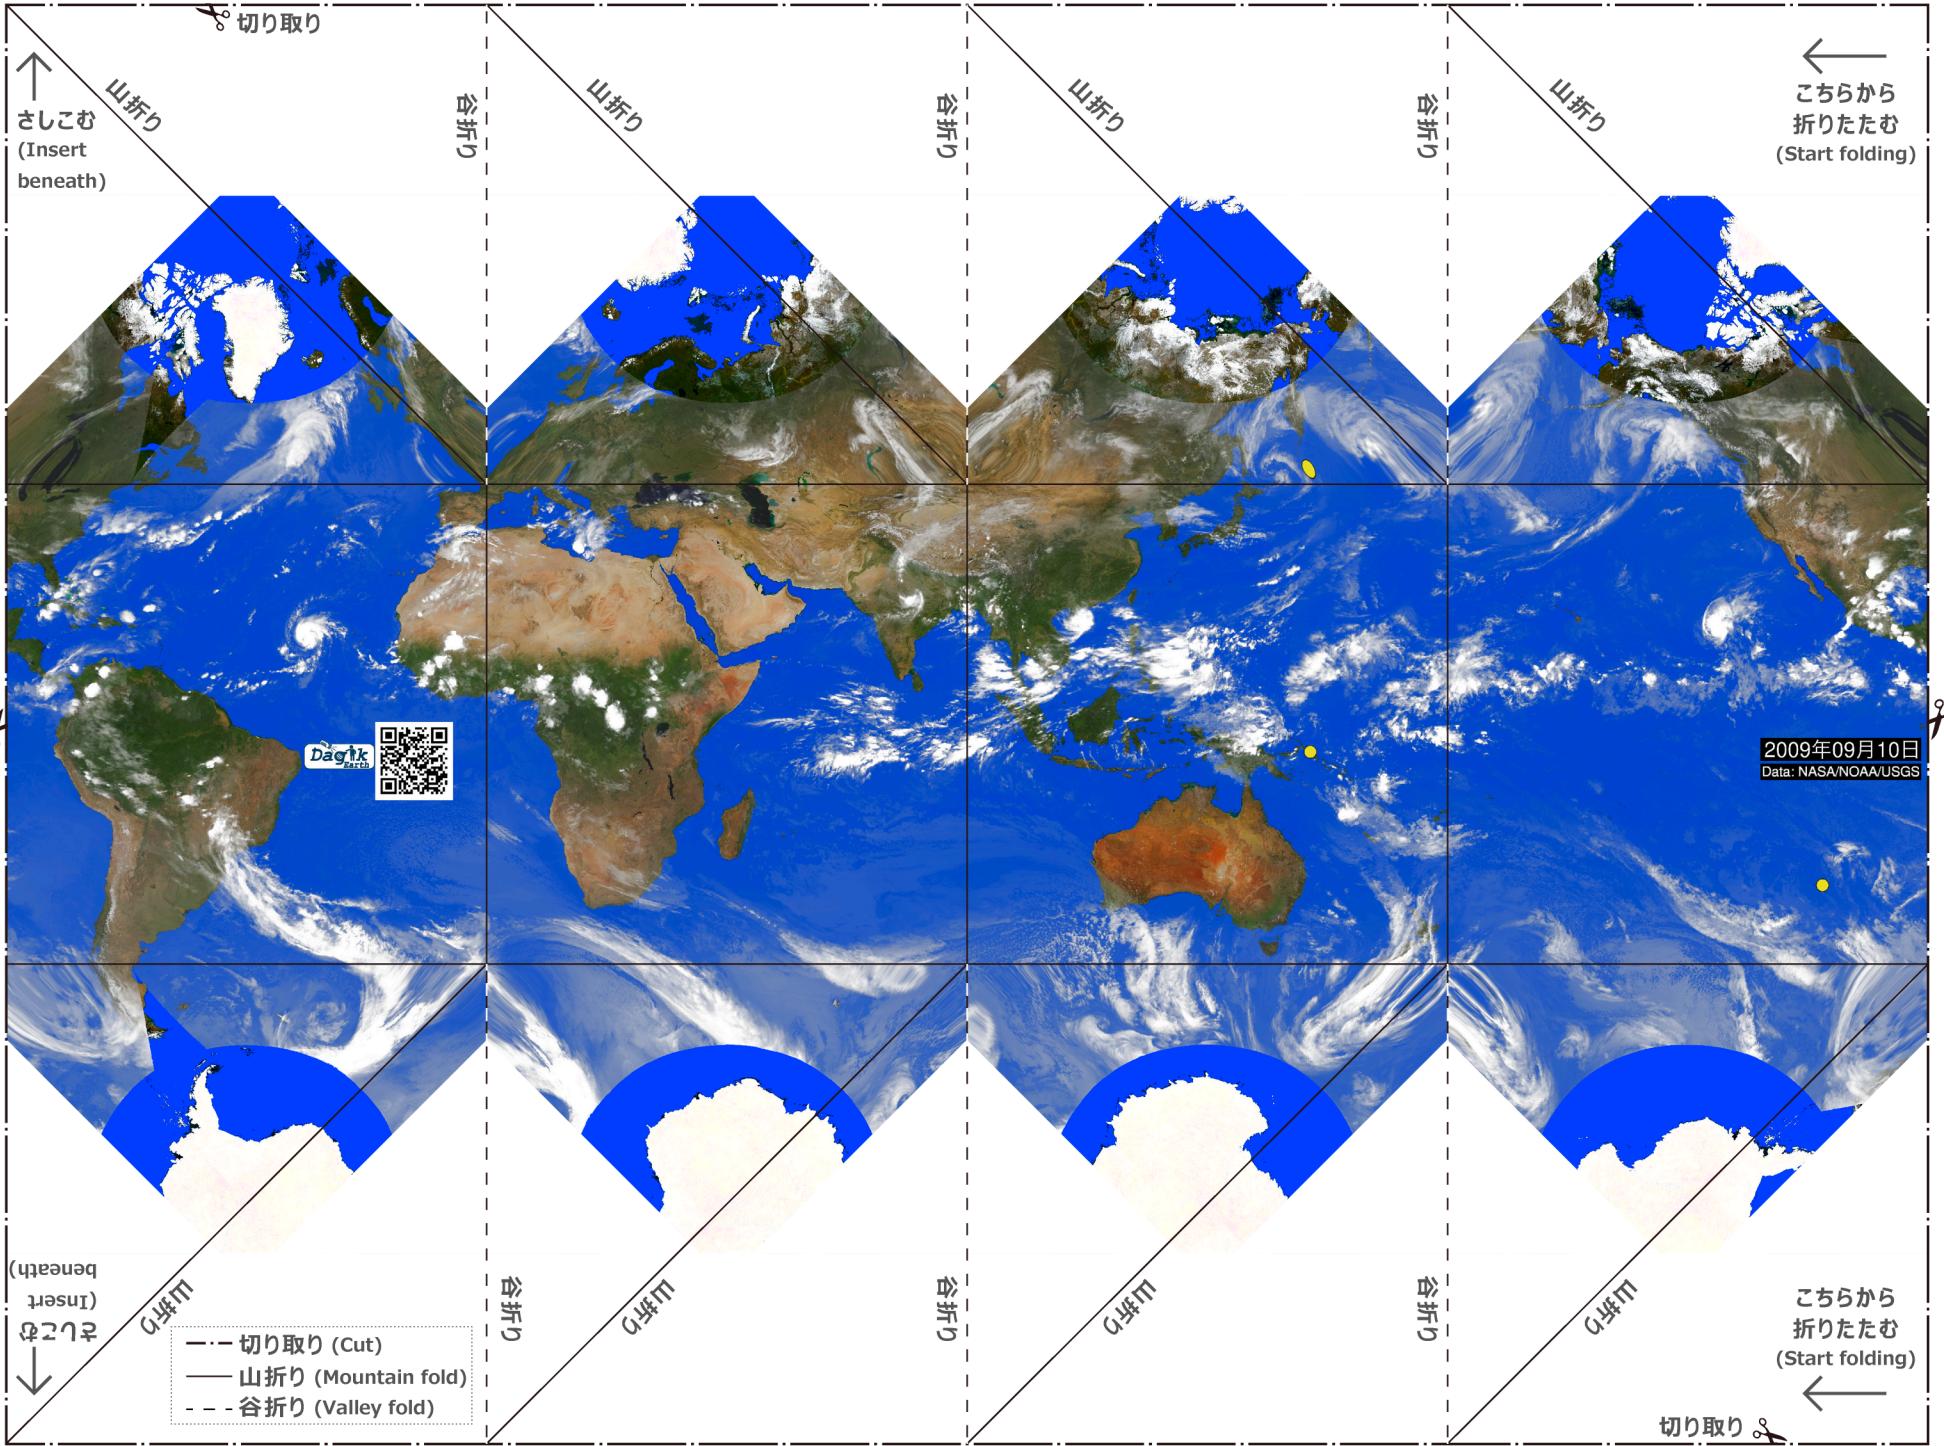 切り取り
山折り
谷折り
山折り
谷折り
山折り
谷折り
山折り
さしこむ
(Insert
beneath)
こちらから
折りたたむ
(Start folding)
Dagik
Earth
2009年09月10日
Data: NASA/NOAA/USGS
さしこむ
(Insert
beneath)
山折り
谷折り
山折り
谷折り
山折り
谷折り
山折り
こちらから
折りたたむ
(Start folding)
切り取り (Cut)
山折り (Mountain fold)
谷折り (Valley fold)
切り取り